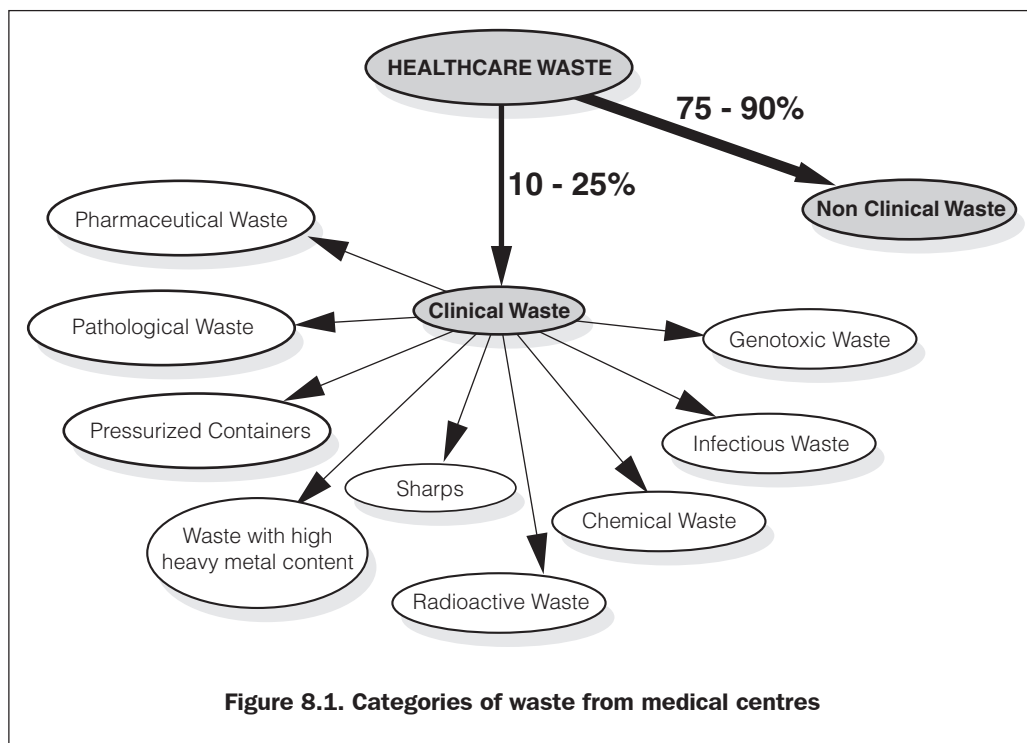 HEALTHCARE WASTE
75 - 90%
10 - 25%
Non Clinical Waste
Pharmaceutical Waste
Clinical Waste
Pathological Waste
Genotoxic Waste
Pressurized Containers
Infectious Waste
Sharps
Chemical Waste
Waste with high
heavy metal content
Radioactive Waste
Figure 8.1. Categories of waste from medical centres